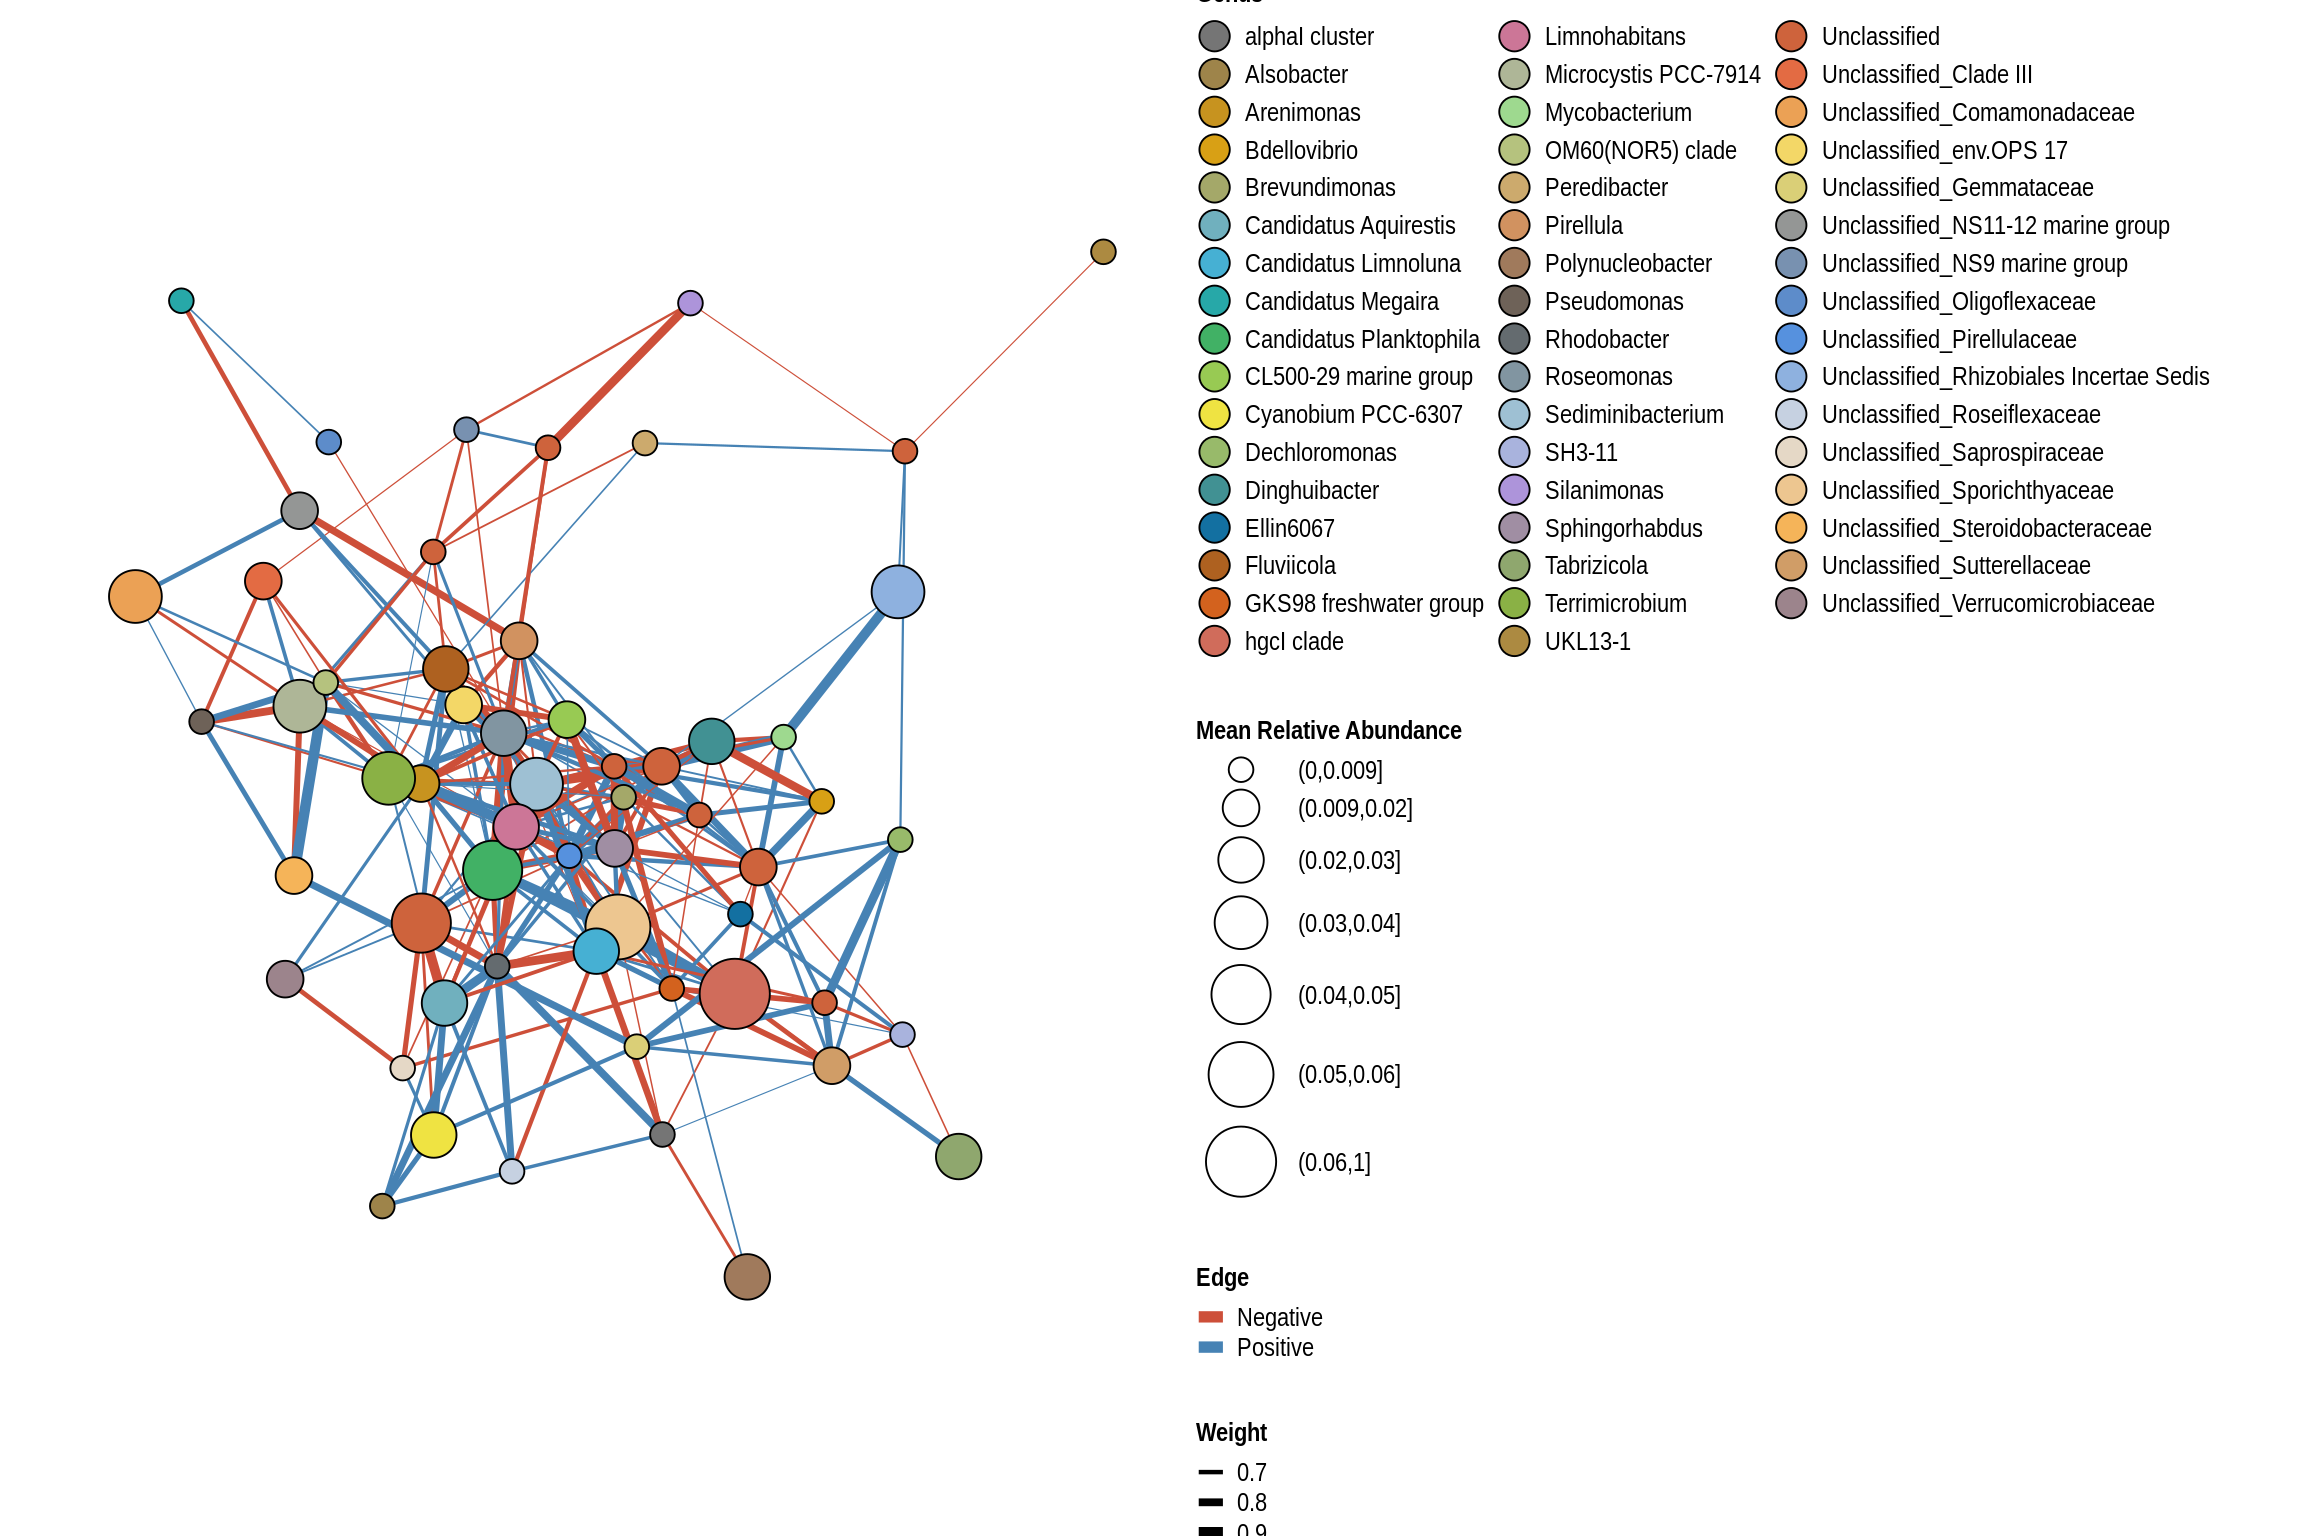 alphaI cluster
Alsobacter
Arenimonas
Bdellovibrio
Brevundimonas
Candidatus Aquirestis
Candidatus Limnoluna
Candidatus Megaira
Candidatus Planktophila
CL500-29 marine group
Cyanobium PCC-6307
Dechloromonas
Dinghuibacter
Ellin6067
Fluviicola
GKS98 freshwater group
hgcI clade
Limnohabitans
Microcystis PCC-7914
Mycobacterium
OM60(NOR5) clade
Peredibacter
Pirellula
Polynucleobacter
Pseudomonas
Rhodobacter
Roseomonas
Sediminibacterium
SH3-11
Silanimonas
Sphingorhabdus
Tabrizicola
Terrimicrobium
UKL13-1
Unclassified
Unclassified_Clade III
Unclassified_Comamonadaceae
Unclassified_env.OPS 17
Unclassified_Gemmataceae
Unclassified_NS11-12 marine group
Unclassified_NS9 marine group
Unclassified_Oligoflexaceae
Unclassified_Pirellulaceae
Unclassified_Rhizobiales Incertae Sedis
Unclassified_Roseiflexaceae
Unclassified_Saprospiraceae
Unclassified_Sporichthyaceae
Unclassified_Steroidobacteraceae
Unclassified_Sutterellaceae
Unclassified_Verrucomicrobiaceae
Mean Relative Abundance
(0,0.009]
(0.009,0.02]
(0.02,0.03]
(0.03,0.04]
(0.04,0.05]
(0.05,0.06]
(0.06,1]
Edge
Negative
Positive
Weight
0.7
0.8
0.9